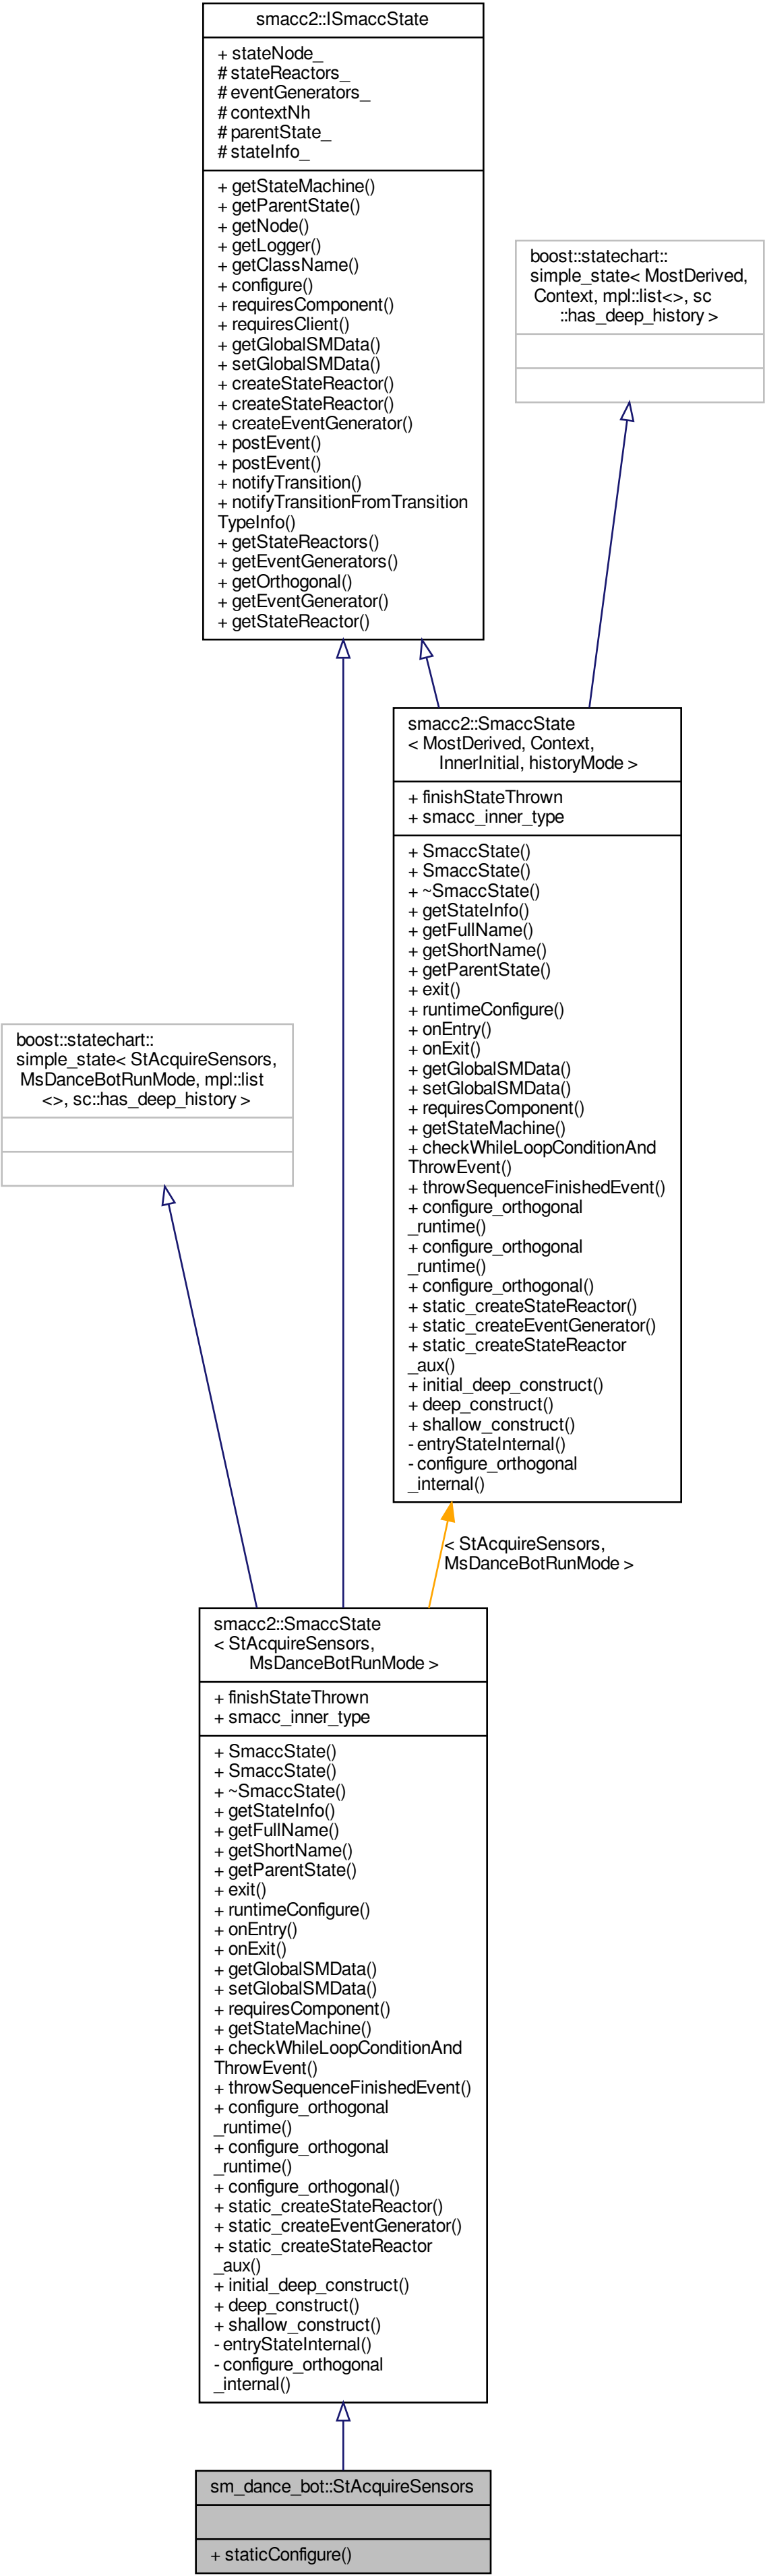 smacc2::ISmaccState
+ stateNode_
# stateReactors_
# eventGenerators_
# contextNh
# parentState_
# stateInfo_
+ getStateMachine()
+ getParentState()
+ getNode()
+ getLogger()
+ getClassName()
+ configure()
+ requiresComponent()
+ requiresClient()
+ getGlobalSMData()
+ setGlobalSMData()
+ createStateReactor()
+ createStateReactor()
+ createEventGenerator()
+ postEvent()
+ postEvent()
+ notifyTransition()
+ notifyTransitionFromTransition
TypeInfo()
+ getStateReactors()
+ getEventGenerators()
+ getOrthogonal()
+ getEventGenerator()
+ getStateReactor()
boost::statechart::
simple_state< MostDerived,
Context, mpl::list<>, sc
::has_deep_history >
smacc2::SmaccState
< MostDerived, Context,
InnerInitial, historyMode >
+ finishStateThrown
+ smacc_inner_type
+ SmaccState()
+ SmaccState()
+ ~SmaccState()
+ getStateInfo()
+ getFullName()
+ getShortName()
+ getParentState()
+ exit()
+ runtimeConfigure()
+ onEntry()
+ onExit()
+ getGlobalSMData()
+ setGlobalSMData()
+ requiresComponent()
+ getStateMachine()
+ checkWhileLoopConditionAnd
ThrowEvent()
+ throwSequenceFinishedEvent()
+ configure_orthogonal
_runtime()
+ configure_orthogonal
_runtime()
+ configure_orthogonal()
+ static_createStateReactor()
+ static_createEventGenerator()
+ static_createStateReactor
_aux()
+ initial_deep_construct()
+ deep_construct()
+ shallow_construct()
- entryStateInternal()
- configure_orthogonal
_internal()
boost::statechart::
simple_state< StAcquireSensors,
MsDanceBotRunMode, mpl::list
<>, sc::has_deep_history >
< StAcquireSensors,
MsDanceBotRunMode >
smacc2::SmaccState
< StAcquireSensors,
MsDanceBotRunMode >
+ finishStateThrown
+ smacc_inner_type
+ SmaccState()
+ SmaccState()
+ ~SmaccState()
+ getStateInfo()
+ getFullName()
+ getShortName()
+ getParentState()
+ exit()
+ runtimeConfigure()
+ onEntry()
+ onExit()
+ getGlobalSMData()
+ setGlobalSMData()
+ requiresComponent()
+ getStateMachine()
+ checkWhileLoopConditionAnd
ThrowEvent()
+ throwSequenceFinishedEvent()
+ configure_orthogonal
_runtime()
+ configure_orthogonal
_runtime()
+ configure_orthogonal()
+ static_createStateReactor()
+ static_createEventGenerator()
+ static_createStateReactor
_aux()
+ initial_deep_construct()
+ deep_construct()
+ shallow_construct()
- entryStateInternal()
- configure_orthogonal
_internal()
sm_dance_bot::StAcquireSensors
+ staticConfigure()